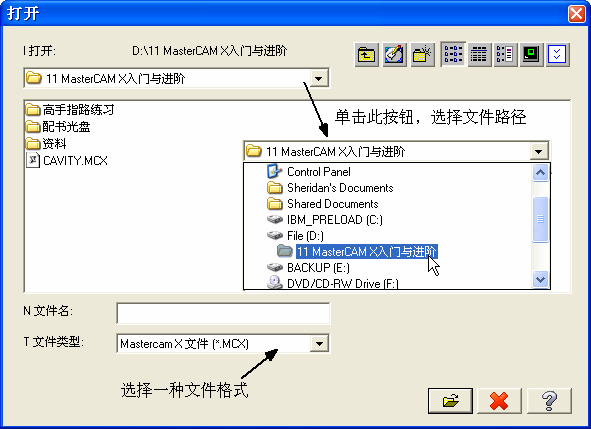 打开
I 打开:
D:\11 MasterCAM X入门与进阶
11 MasterCAM X入门与进阶
单击此按钮，选择文件路径
高手指路练习
配书光盘
资料
CAVITY.MCX
11 MasterCAM X入门与进阶
Control Panel
Sheridan's Documents
Shared Documents
IBM_PRELOAD (C:)
File (D:)
11 MasterCAM X入门与进阶
BACKUP (E:)
DVD/CD-RW Drive (F:)
N 文件名:
T 文件类型:
Mastercam X 文件 (*.MCX)
选择一种文件格式